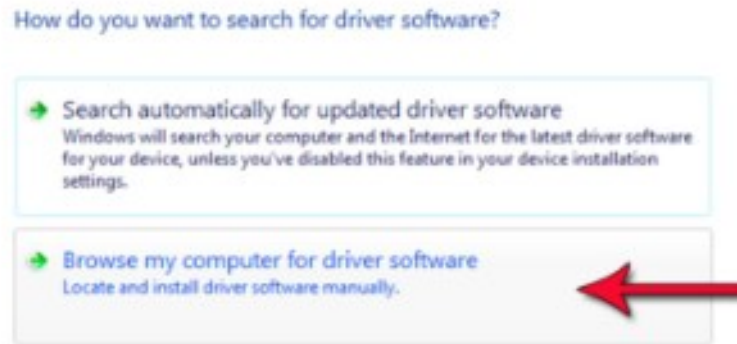 How do you want to search for driver software?
Search automatically for updated driver software
Windows will search your computer and the Internet for the latest driver software
for your device, unless you've disabled this feature in your device installation
settings.
Browse my computer for driver software
Locate and install driver software manually.